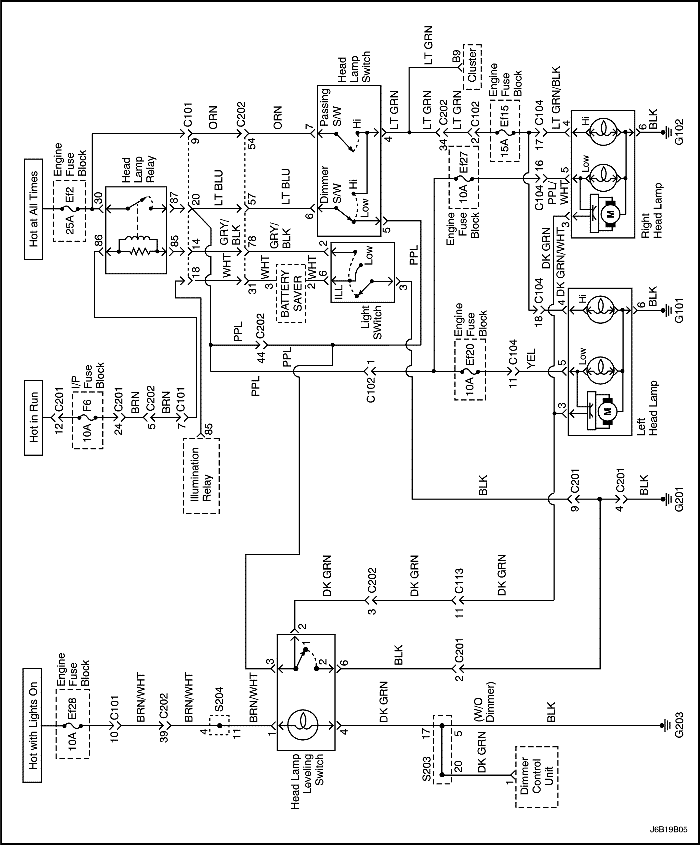 Hot at All Times
Engine
Fuse
Block
Ef2
25A
30
86
Head
Lamp
Relay
87
85
C101
9
ORN
C202
54
ORN
7
20
LT BLU
57
LT BLU
6
14
GRY/
BLK
78
GRY/
BLK
2
18
WHT
31
WHT
3
BATTERY
SAVER
2
6
Head
Lamp
Switch
Passing
S/W
Hi
Dimmer
S/W
Hi
Low
4
5
Low
ILL
Light
SWitch
3
LT GRN
B9
Cluster
LT GRN
LT GRN
C202
34
C102
2
Engine
Fuse
Block
Ef15
15A
C104
17
LT GRN/BLK
4
Engine
Fuse
Block
Ef27
10A
16
C104
PPL/
WHT
5
Hi
Low
M
3
Right
Head Lamp
6
BLK
G102
PPL
DK GRN
DK GRN/WHT
C104
18
4
Hi
Low
M
5
3
Left
Head Lamp
6
BLK
G101
PPL
C202
44
PPL
PPL
C102
1
Engine
Fuse
Block
Ef20
10A
C104
11
YEL
Hot in Run
C201
12
I/P
Fuse
Block
F6
10A
C201
24
BRN
C202
5
BRN
C101
7
85
Illumination
Relay
BLK
C201
9
C201
4
BLK
G201
DK GRN
C202
3
DK GRN
C113
11
DK GRN
Hot with Lights On
Engine
Fuse
Block
Ef28
10A
C101
10
BRN/WHT
C202
39
BRN/WHT
S204
4
11
BRN/WHT
1
3
2
1
2
6
4
Head Lamp
Leveling
Switch
BLK
C201
2
DK GRN
17
S203
5
20
(W/O
Dimmer)
DK GRN
1
Dimmer
Control
Unit
BLK
G203
J6B19B05